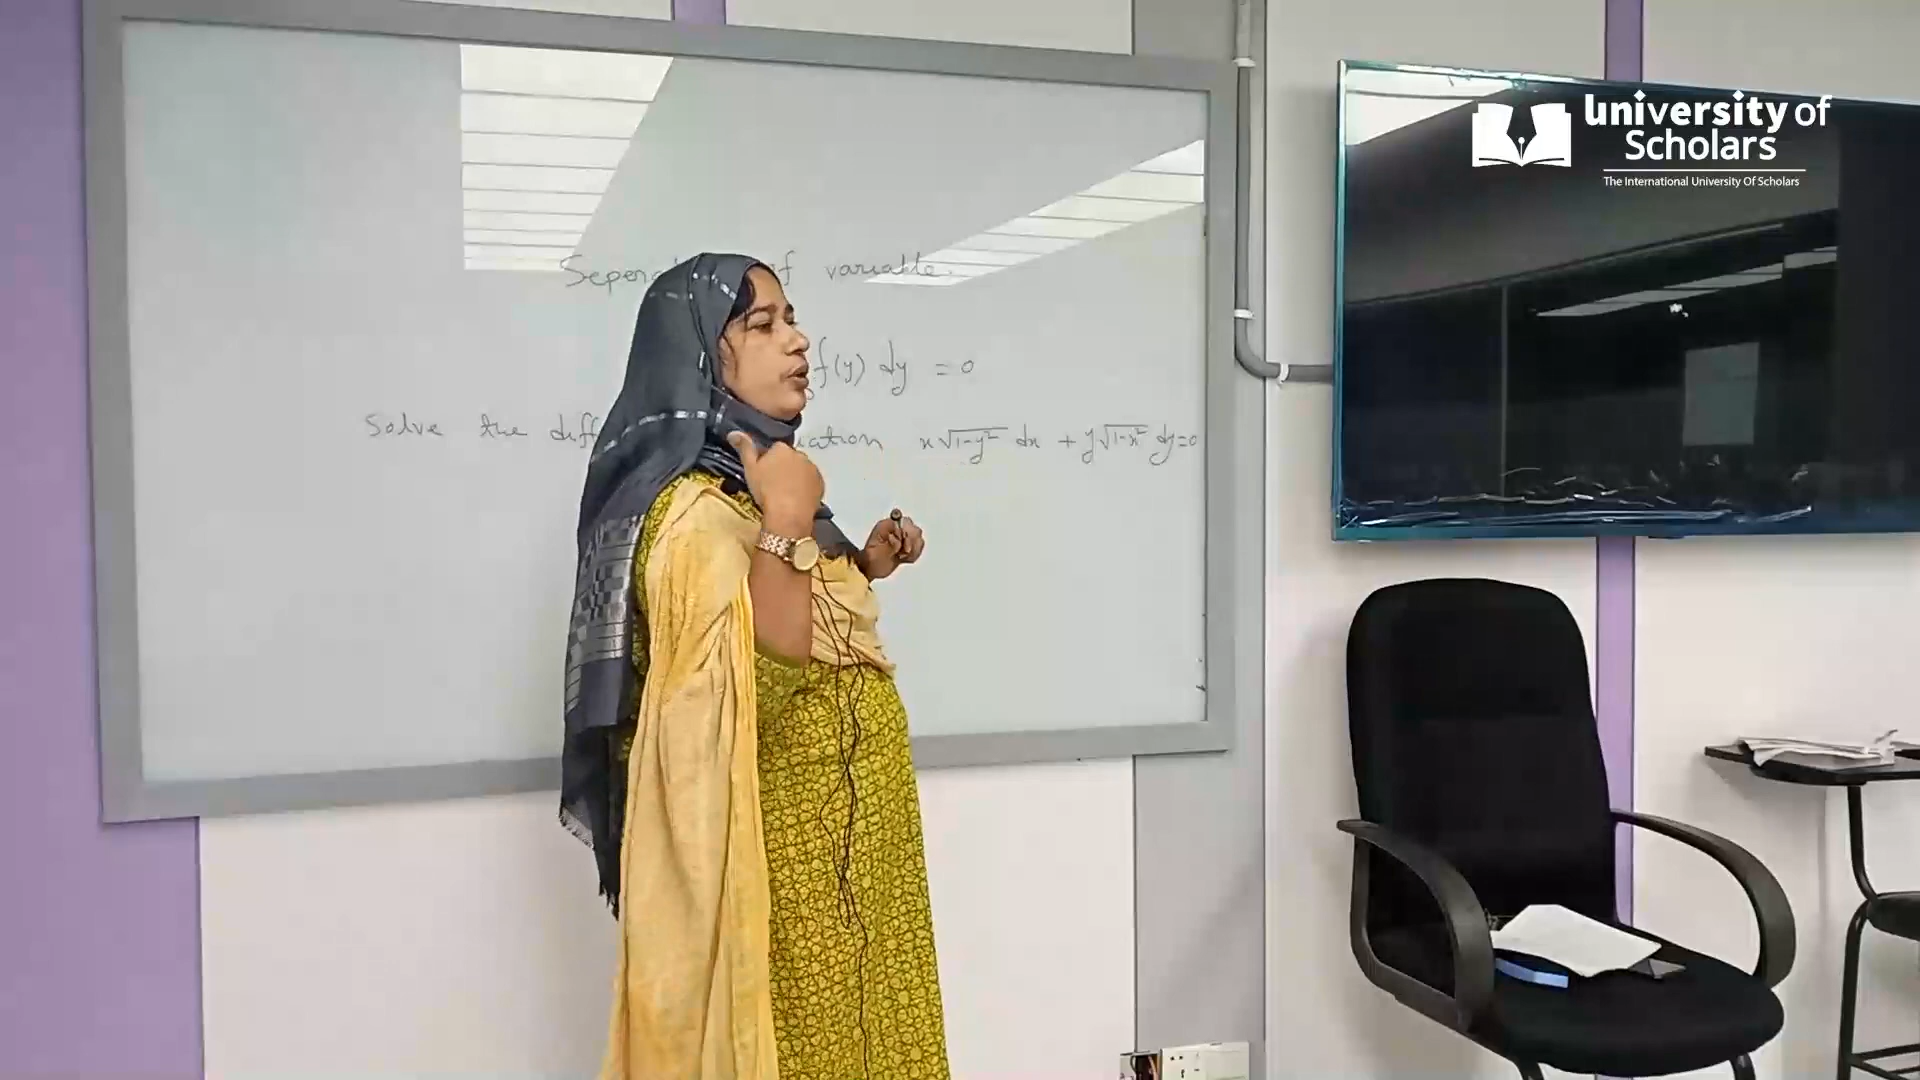 University of
Scholars
The International University Of Scholars
of variable.
f(y) dy = 0
Solve the x√1-y² dx + y√1-x² dy=0